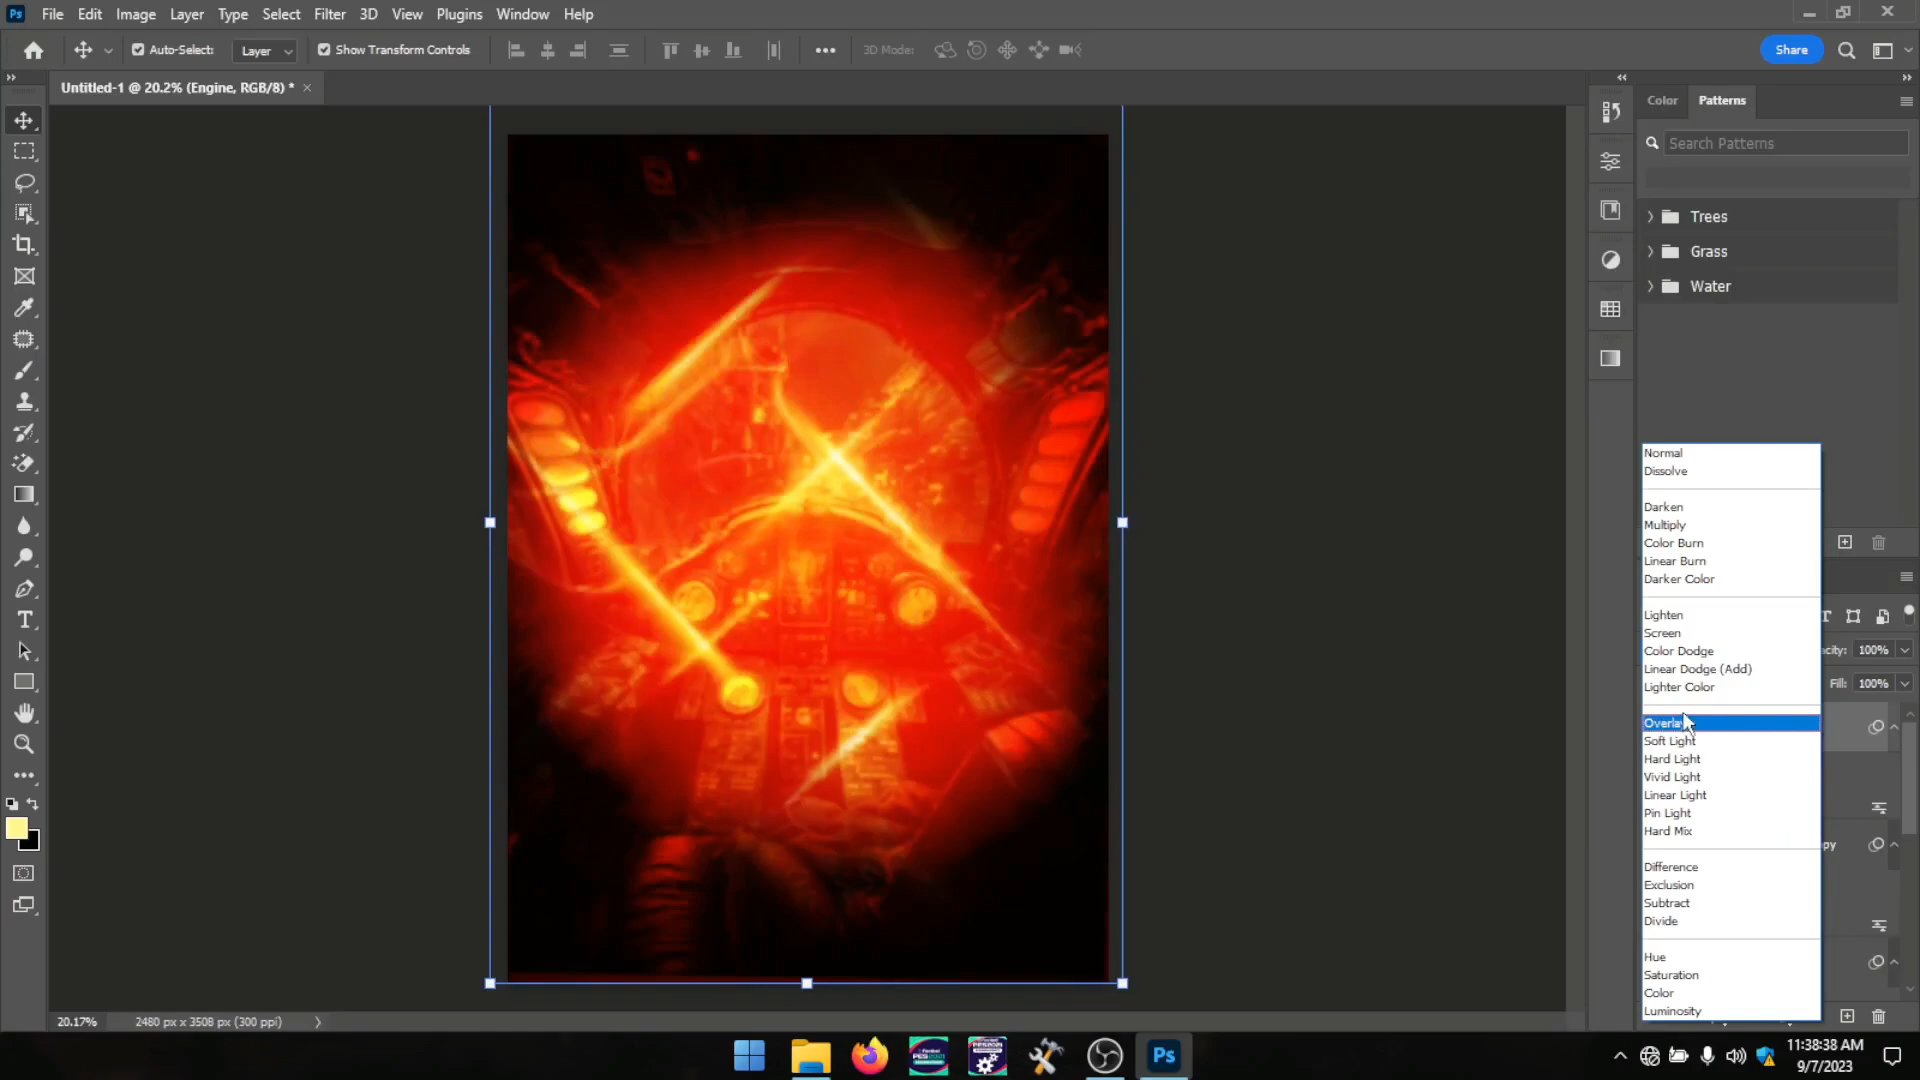 Ps File Edit Image Layer Type Select Filter 3D View Plugins Window Help
Auto-Select: Layer Show Transform Controls 3D Mode: Share
Untitled-1 @ 20.2% (Engine, RGB/8) *
Color Patterns
Search Patterns
Trees
Grass
Water
Normal
Dissolve
Darken
Multiply
Color Burn
Linear Burn
Darker Color
Lighten
Screen
Color Dodge
Linear Dodge (Add)
Lighter Color
Soft Light
Hard Light
Vivid Light
Linear Light
Pin Light
Hard Mix
Difference
Exclusion
Subtract
Divide
Hue
Saturation
Color
Luminosity
acity: 100%
Fill: 100%
py
20.17% 2480 px x 3508 px (300 ppi)
Ps
11:38:38 AM
9/7/2023